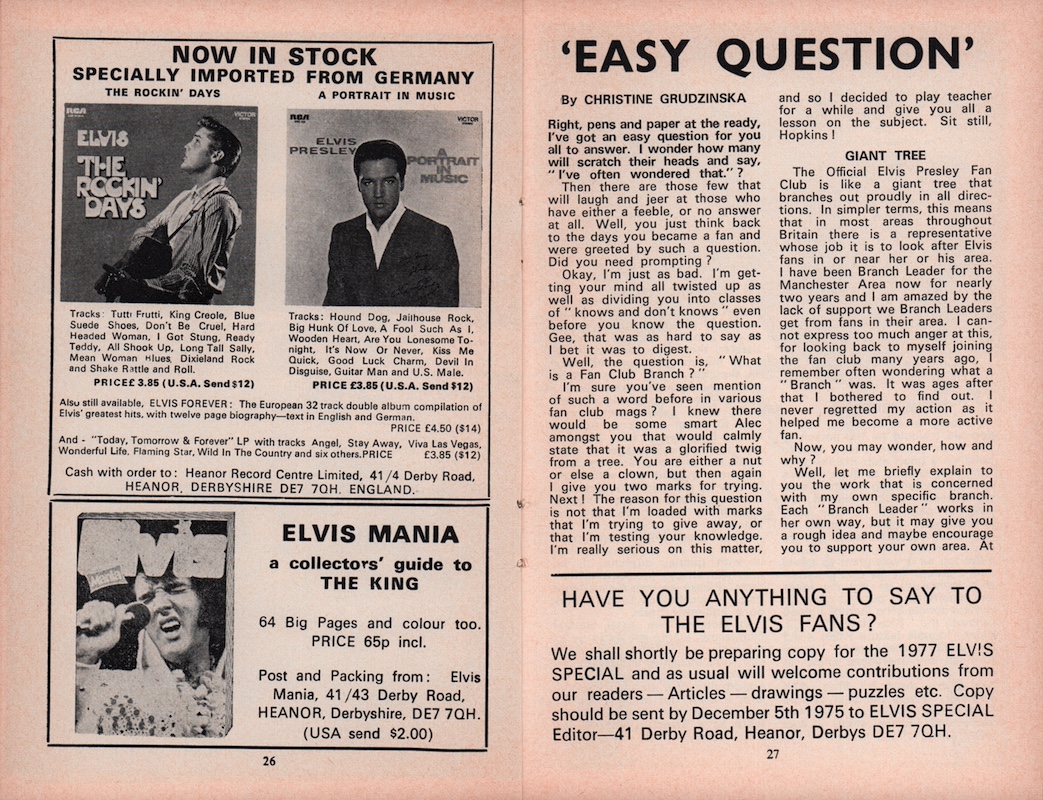 NOW IN STOCK
SPECIALLY IMPORTED FROM GERMANY
THE ROCKIN' DAYS
A PORTRAIT IN MUSIC
RCA
VICTOR
ELVIS
THE
ROCKIN'
DAYS
RCA
VICTOR
ELVIS
PRESLEY
A
PORTRAIT
IN
MUSIC
Tracks: Tutti Frutti, King Creole, Blue
Suede Shoes, Don't Be Cruel, Hard
Headed Woman, I Got Stung, Ready
Teddy, All Shook Up, Long Tall Sally,
Mean Woman Blues, Dixieland Rock
and Shake Rattle and Roll.
PRICE£3.85 (U.S.A. Send $12)
Tracks: Hound Dog, Jailhouse Rock,
Big Hunk Of Love, A Fool Such As I,
Wooden Heart, Are You Lonesome To-
night, It's Now Or Never, Kiss Me
Quick, Good Luck Charm, Devil In
Disguise, Guitar Man and U.S. Male.
PRICE £3.85 (U.S.A. Send $12)
Also still available, ELVIS FOREVER: The European 32 track double album compilation of
Elvis' greatest hits, with twelve page biography—text in English and German.
PRICE £4.50 ($14)
And - "Today, Tomorrow & Forever" LP with tracks Angel, Stay Away, Viva Las Vegas,
Wonderful Life, Flaming Star, Wild In The Country and six others. PRICE £3.85 ($12)
Cash with order to: Heanor Record Centre Limited, 41/4 Derby Road,
HEANOR, DERBYSHIRE DE7 7QH. ENGLAND.
Elvis
ELVIS MANIA
a collectors' guide to
THE KING
64 Big Pages and colour too.
PRICE 65p incl.
Post and Packing from: Elvis
Mania, 41/43 Derby Road,
HEANOR, Derbyshire, DE7 7QH.
(USA send $2.00)
26
'EASY QUESTION'
By CHRISTINE GRUDZINSKA
Right, pens and paper at the ready,
I've got an easy question for you
all to answer. I wonder how many
will scratch their heads and say,
"I've often wondered that."?
Then there are those few that
will laugh and jeer at those who
have either a feeble, or no answer
at all. Well, you just think back
to the days you became a fan and
were greeted by such a question.
Did you need prompting?
Okay, I'm just as bad. I'm get-
ting your mind all twisted up as
well as dividing you into classes
of "knows and don't knows" even
before you know the question.
Gee, that was as hard to say as
I bet it was to digest.
Well, the question is, "What
is a Fan Club Branch?"
I'm sure you've seen mention
of such a word before in various
fan club mags? I knew there
would be some smart Alec
amongst you that would calmly
state that it was a glorified twig
from a tree. You are either a nut
or else a clown, but then again
I give you two marks for trying.
Next! The reason for this question
is not that I'm loaded with marks
that I'm trying to give away, or
that I'm testing your knowledge.
I'm really serious on this matter,
and so I decided to play teacher
for a while and give you all a
lesson on the subject. Sit still,
Hopkins!
GIANT TREE
The Official Elvis Presley Fan
Club is like a giant tree that
branches out proudly in all direc-
tions. In simpler terms, this means
that in most areas throughout
Britain there is a representative
whose job it is to look after Elvis
fans in or near her or his area.
I have been Branch Leader for the
Manchester Area now for nearly
two years and I am amazed by the
lack of support we Branch Leaders
get from fans in their area. I can-
not express too much anger at this,
for looking back to myself joining
the fan club many years ago, I
remember often wondering what a
"Branch" was. It was ages after
that I bothered to find out. I
never regretted my action as it
helped me become a more active
fan.
Now, you may wonder, how and
why?
Well, let me briefly explain to
you the work that is concerned
with my own specific branch.
Each "Branch Leader" works in
her own way, but it may give you
a rough idea and maybe encourage
you to support your own area. At
HAVE YOU ANYTHING TO SAY TO
THE ELVIS FANS?
We shall shortly be preparing copy for the 1977 ELVIS
SPECIAL and as usual will welcome contributions from
our readers — Articles — drawings — puzzles etc. Copy
should be sent by December 5th 1975 to ELVIS SPECIAL
Editor—41 Derby Road, Heanor, Derbys DE7 7QH.
27